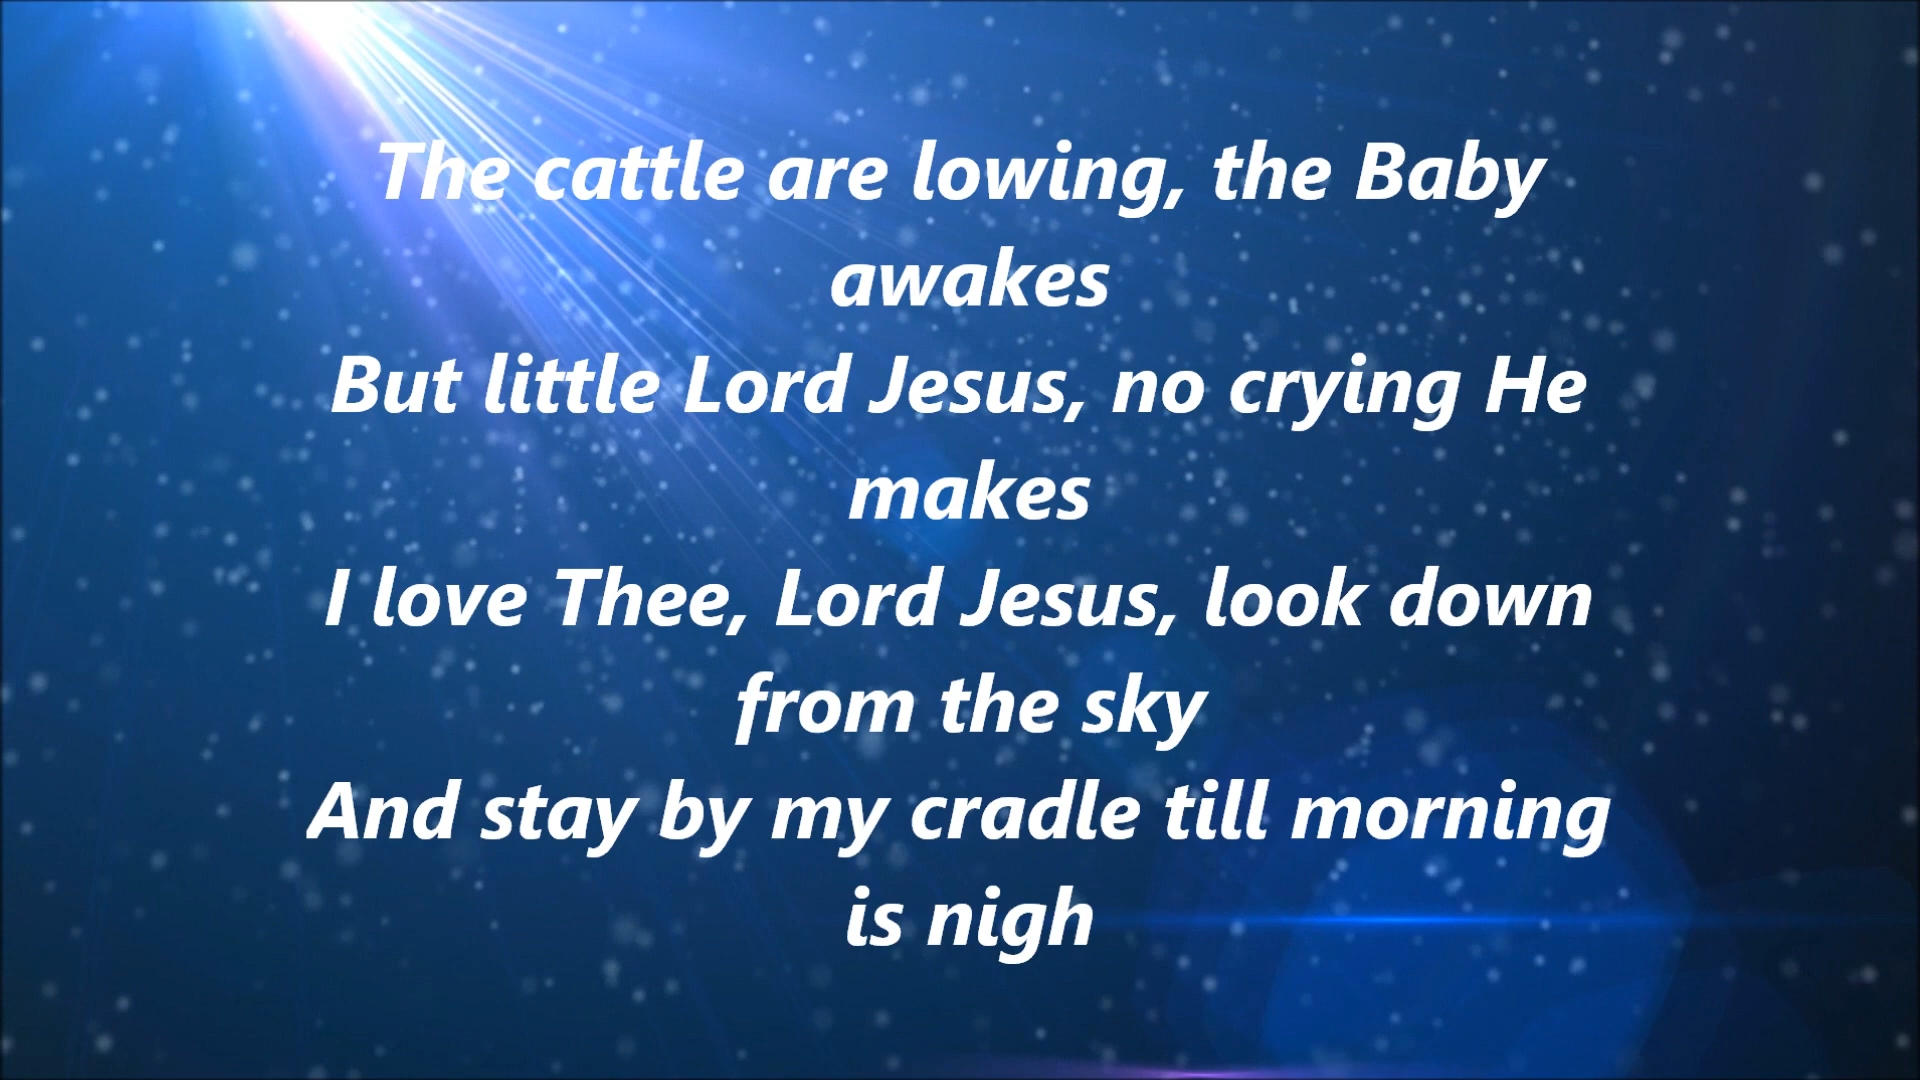 The cattle are lowing, the Baby
awakes
But little Lord Jesus, no crying He
makes
I love Thee, Lord Jesus, look down
from the sky
And stay by my cradle till morning
is nigh